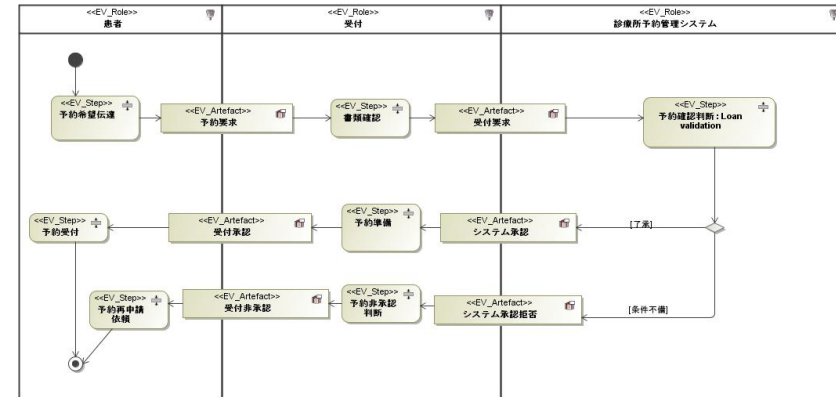 <<EV_Role>>
患者
<<EV_Role>>
受付
<<EV_Role>>
診療所予約管理システム
<<EV_Step>>
予約希望伝達
<<EV_Artefact>>
予約要求
<<EV_Step>>
書類確認
<<EV_Artefact>>
受付要求
<<EV_Step>>
予約確認判断 : Loan
validation
<<EV_Step>>
予約受付
<<EV_Artefact>>
受付承認
<<EV_Step>>
予約準備
<<EV_Artefact>>
システム承認
[了承]
<<EV_Step>>
予約再申請
依頼
<<EV_Artefact>>
受付非承認
<<EV_Step>>
予約非承認
判断
<<EV_Artefact>>
システム承認拒否
[条件不備]